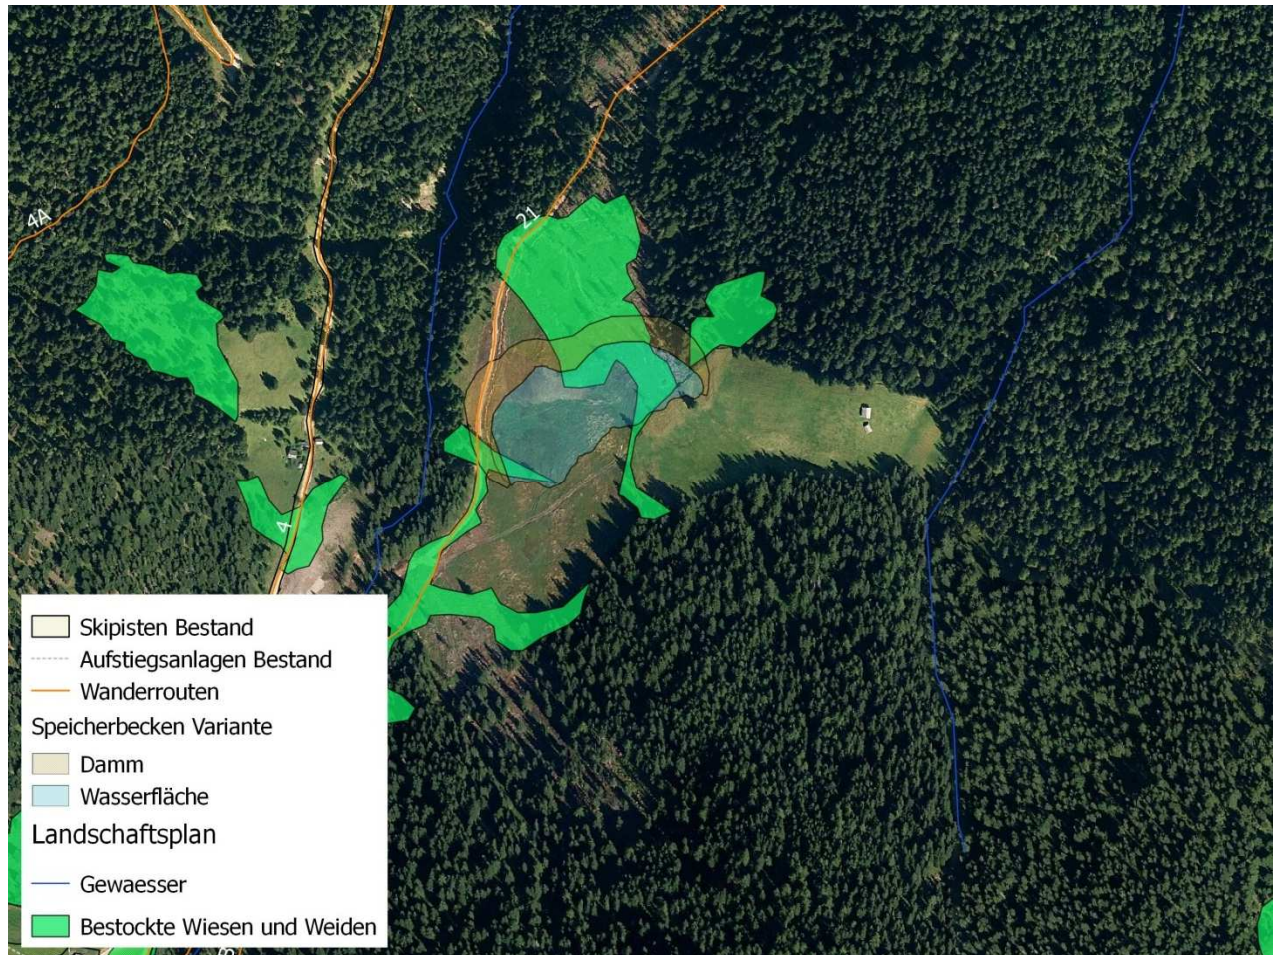 4A
21
4
Skipisten Bestand
Aufstiegsanlagen Bestand
Wanderrouten
Speicherbecken Variante
Damm
Wasserfläche
Landschaftsplan
Gewaesser
Bestockte Wiesen und Weiden